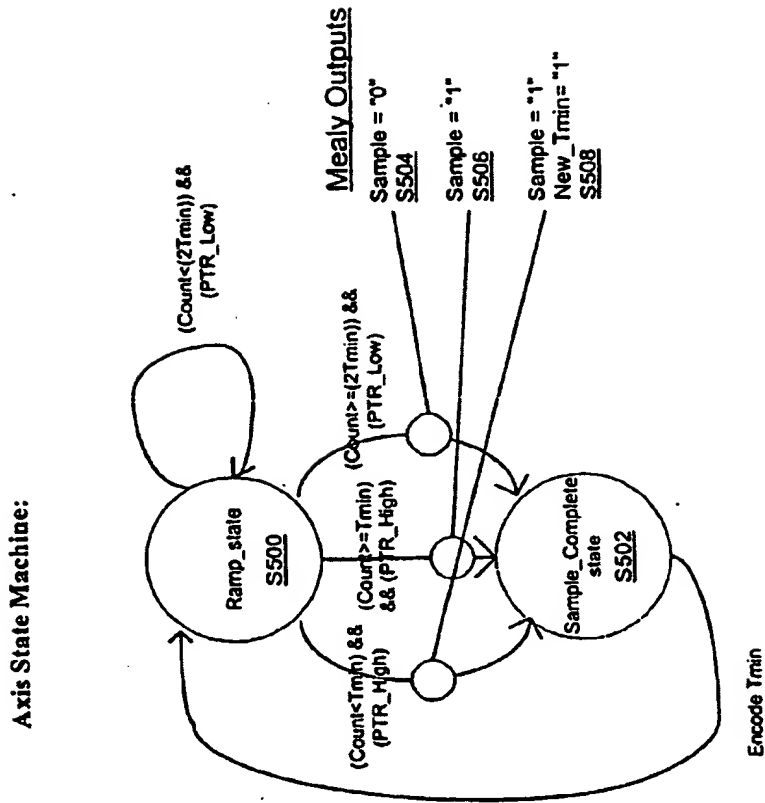 Axis State Machine:
(Count<(2Tmin)) &&
(PTR_Low)
Ramp_state
S500
(Count<Tmin) &&
(PTR_High)
(Count>=Tmin)
&& (PTR_High)
(Count>=(2Tmin)) &&
(PTR_Low)
Sample_Complete
state
S502
Encode Tmin
Mealy Outputs
Sample = "0"
S504
Sample = "1"
S506
Sample = "1"
New_Tmin= "1"
S508